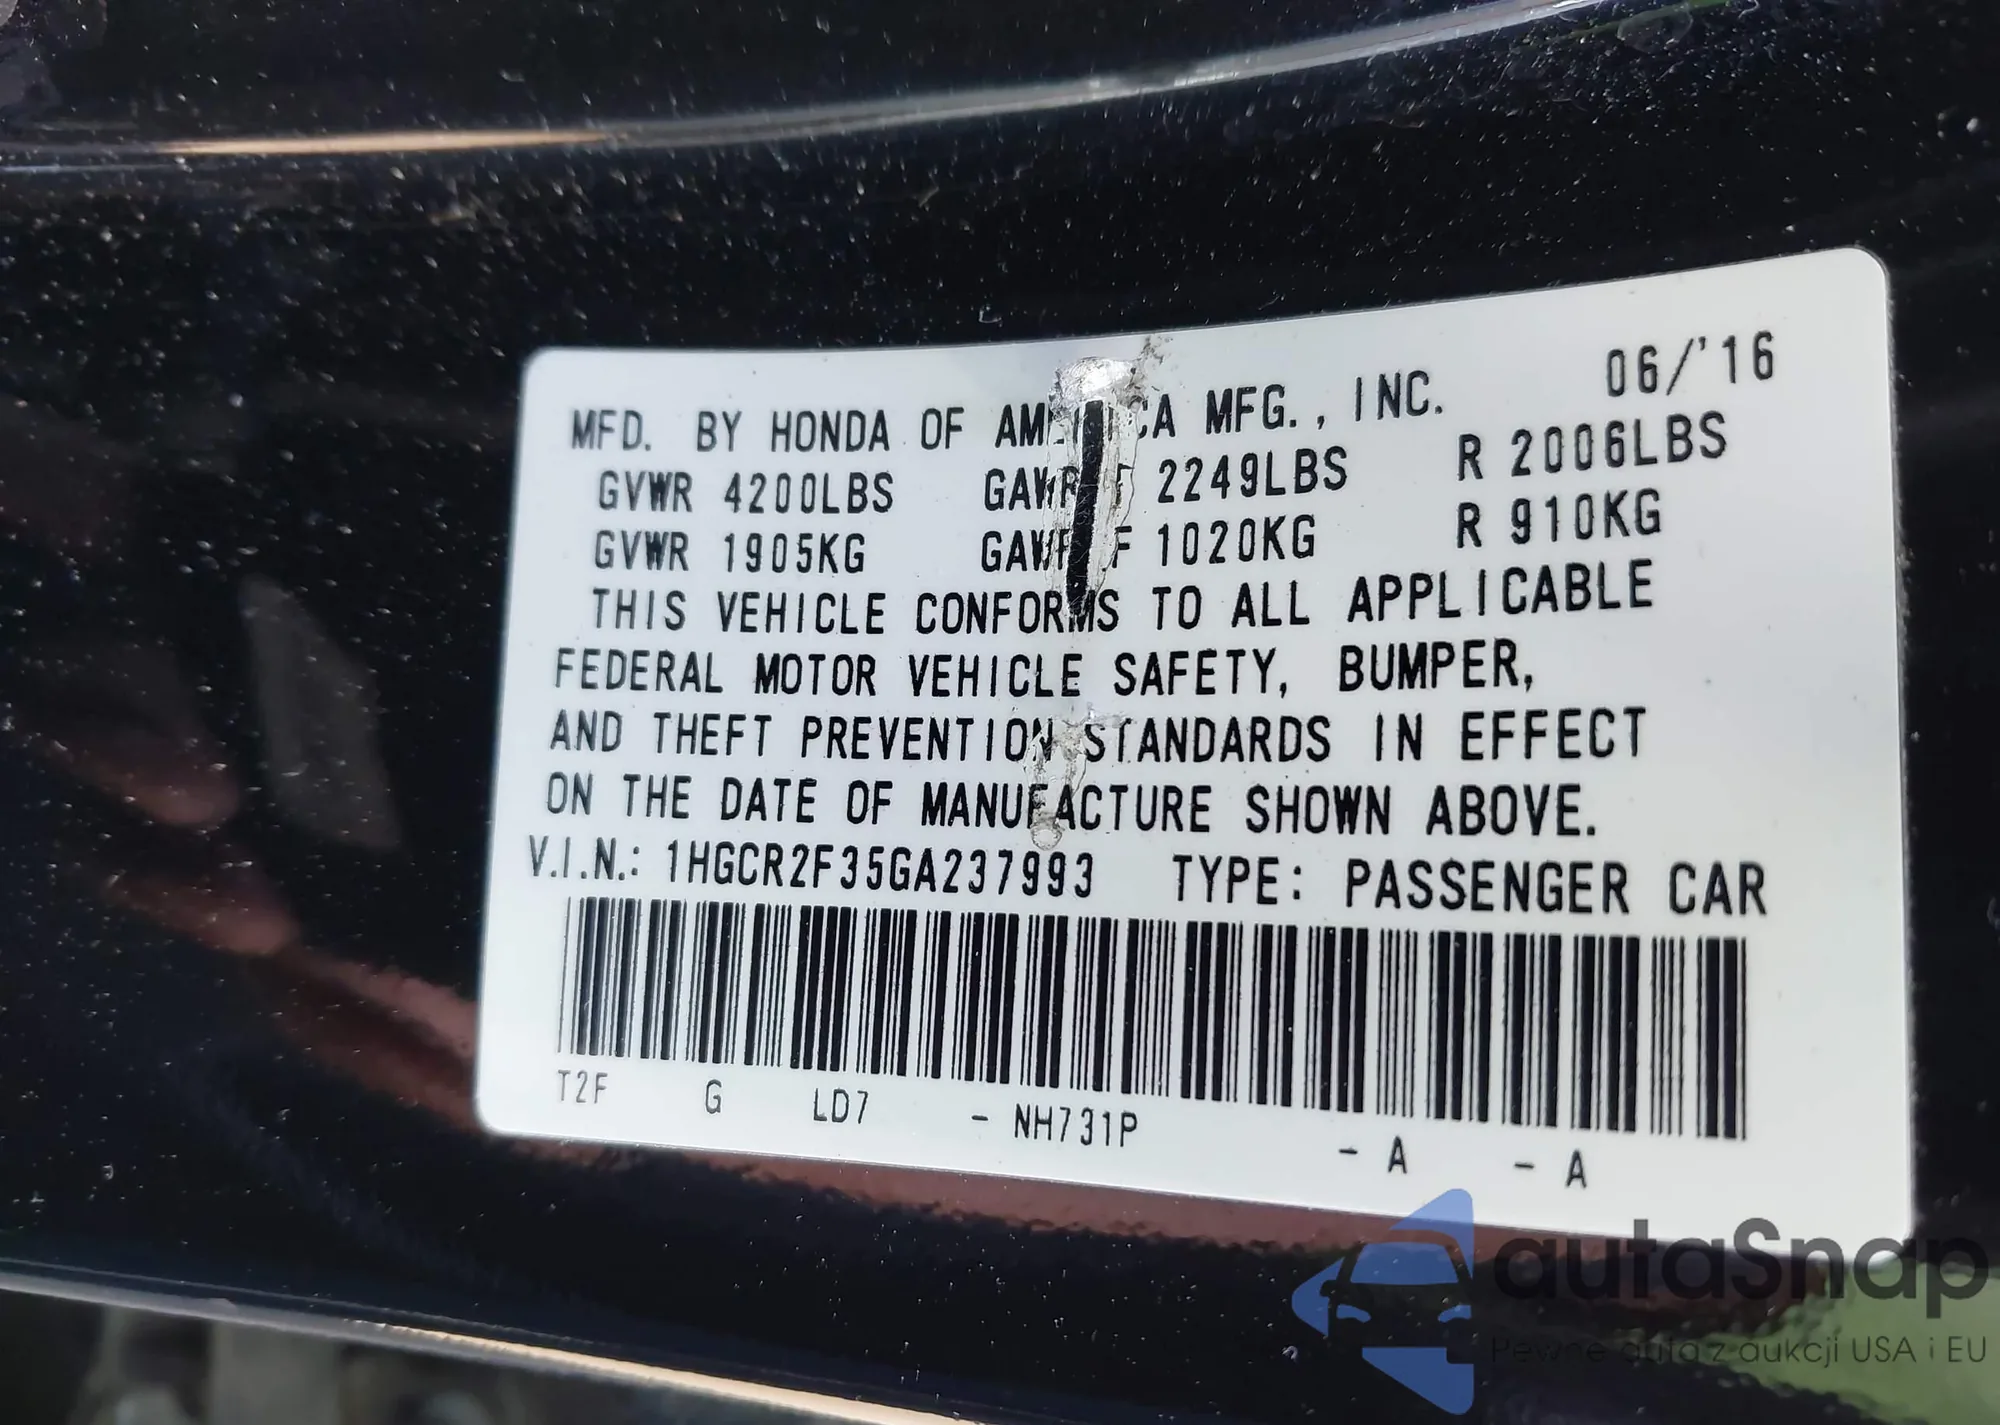 06/'16
MFD. BY HONDA OF AMERICA MFG., INC.
GVWR 4200LBS GAWR F 2249LBS R 2006LBS
GVWR 1905KG GAWR F 1020KG R 910KG
THIS VEHICLE CONFORMS TO ALL APPLICABLE
FEDERAL MOTOR VEHICLE SAFETY, BUMPER,
AND THEFT PREVENTION STANDARDS IN EFFECT
ON THE DATE OF MANUFACTURE SHOWN ABOVE.
V.I.N.: 1HGCR2F35GA237993 TYPE: PASSENGER CAR
T2F G LD7 - NH731P - A - A
autaSnap
Pewne auta z aukcji USA i EU